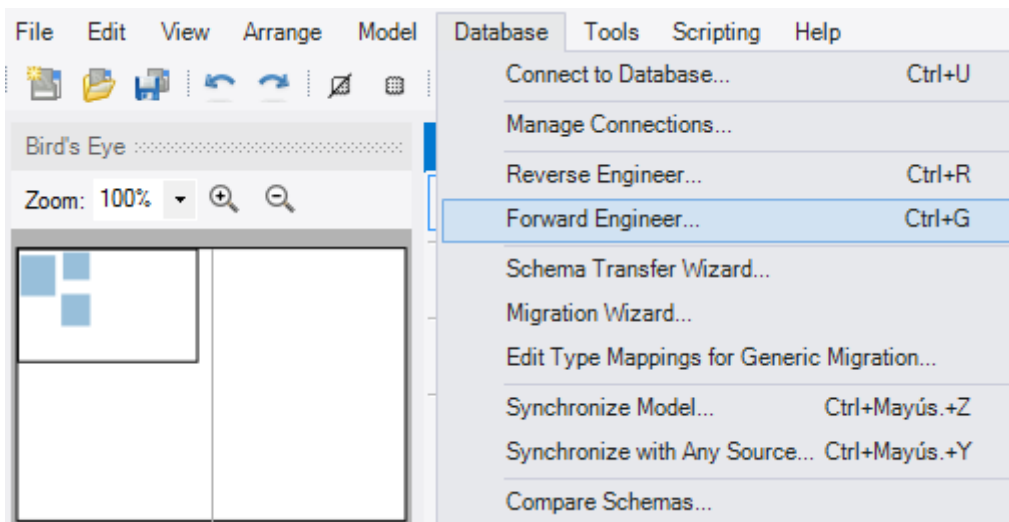 File Edit View Arrange Model Database Tools Scripting Help
Bird's Eye
Zoom: 100%
Connect to Database... Ctrl+U
Manage Connections...
Reverse Engineer... Ctrl+R
Forward Engineer... Ctrl+G
Schema Transfer Wizard...
Migration Wizard...
Edit Type Mappings for Generic Migration...
Synchronize Model... Ctrl+Mayús.+Z
Synchronize with Any Source... Ctrl+Mayús.+Y
Compare Schemas...